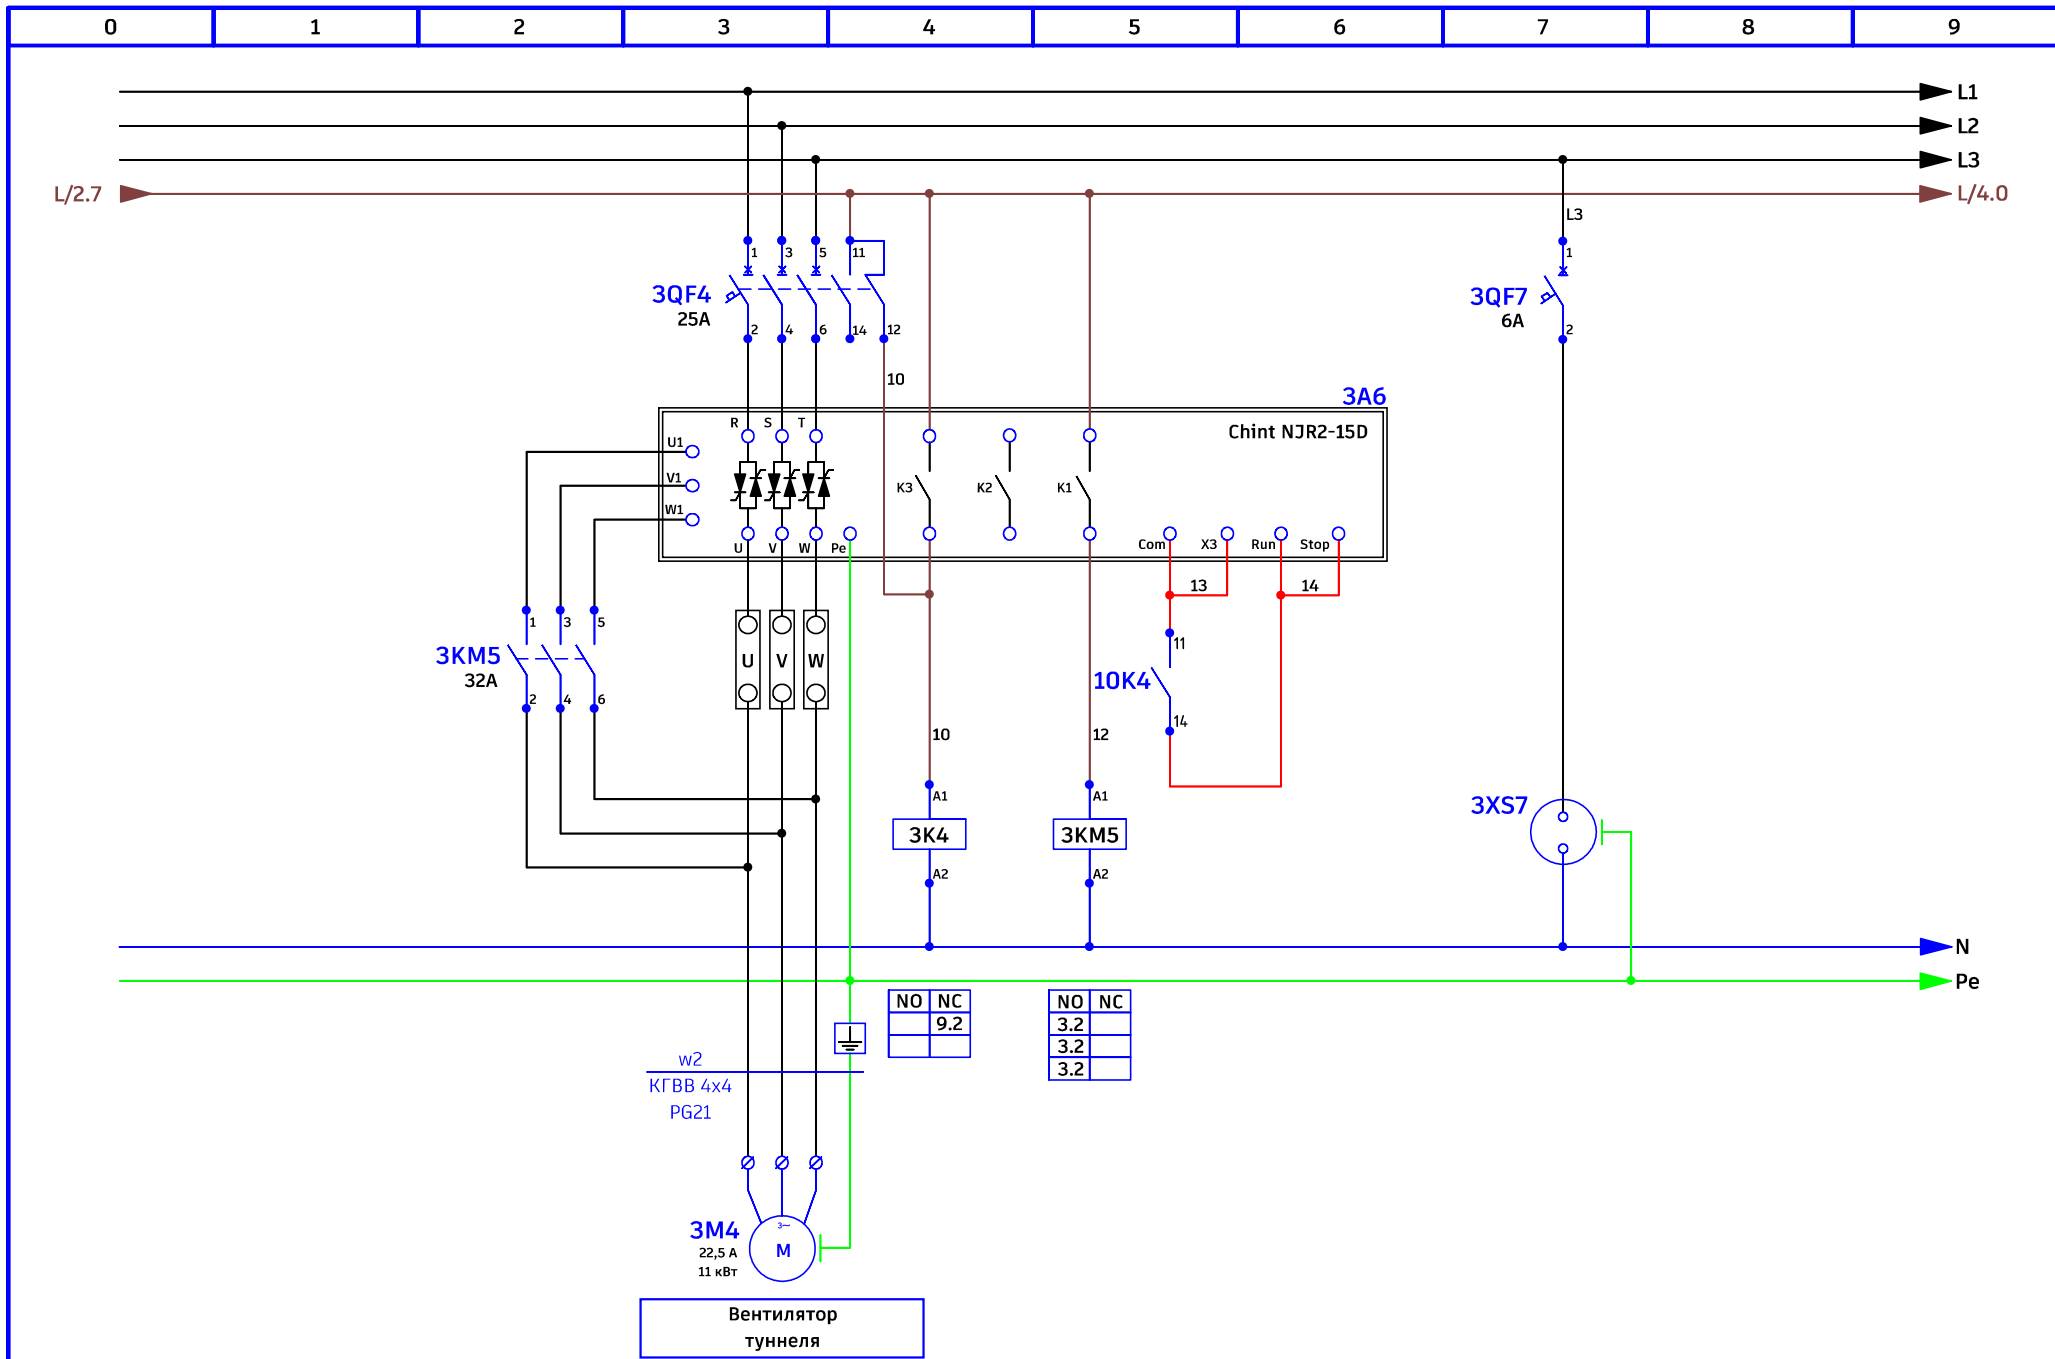 0 1 2 3 4 5 6 7 8 9
L1
L2
L3
L/2.7 L/4.0
L3
1 3 5 11 1
3QF4
25A
3QF7
6A
2 4 6 14 12 2
10
3A6
R S T
Chint NJR2-15D
U1
V1
W1
K3 K2 K1
U V W Pe
Com X3 Run Stop
13 14
1 3 5
11
3KM5
32A
U V W
10K4
2 4 6
14
10 12
A1 A1
3K4 3KM5
3XS7
A2 A2
N
Pe
NO NC
9.2
NO NC
3.2
3.2
3.2
w2
КГВВ 4x4
PG21
3M4
22,5 А
11 кВт
3~
M
Вентилятор
туннеля